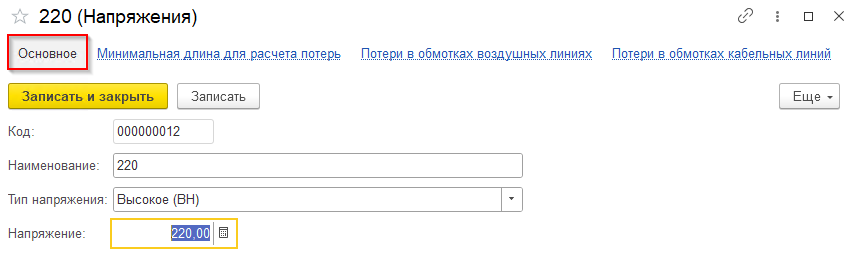 220 (Напряжения)
Основное Минимальная длина для расчета потерь Потери в обмотках воздушных линиях Потери в обмотках кабельных линий
Записать и закрыть Записать Еще
Код: 000000012
Наименование: 220
Тип напряжения: Высокое (ВН)
Напряжение: 220,00